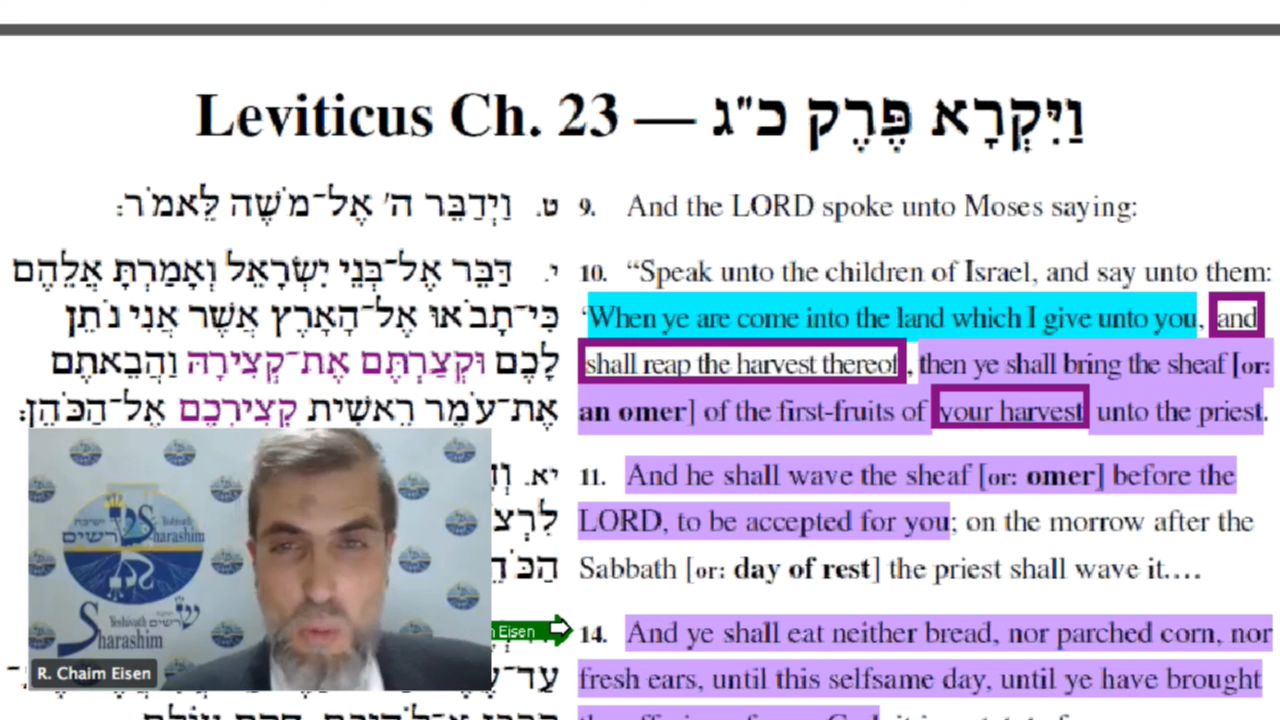 Leviticus Ch. 23 — וַיִּקְרָא פֶּרֶק כ"ג
ט. וַיְדַבֵּר ה' אֶל־מֹשֶׁה לֵּאמֹר:
9. And the LORD spoke unto Moses saying:
י. דַּבֵּר אֶל־בְּנֵי יִשְׂרָאֵל וְאָמַרְתָּ אֲלֵהֶם
כִּי־תָבֹאוּ אֶל־הָאָרֶץ אֲשֶׁר אֲנִי נֹתֵן
לָכֶם וּקְצַרְתֶּם אֶת־קְצִירָהּ וַהֲבֵאתֶם
אֶת־עֹמֶר רֵאשִׁית קְצִירְכֶם אֶל־הַכֹּהֵן:
10. “Speak unto the children of Israel, and say unto them:
‘When ye are come into the land which I give unto you, and
shall reap the harvest thereof, then ye shall bring the sheaf [or:
an omer] of the first-fruits of your harvest unto the priest.
יא.
לִרְצ
הַכֹּהֵ
11. And he shall wave the sheaf [or: omer] before the
LORD, to be accepted for you; on the morrow after the
Sabbath [or: day of rest] the priest shall wave it....
Eisen
14. And ye shall eat neither bread, nor parched corn, nor
fresh ears, until this selfsame day, until ye have brought
ישיבת
שרשים
Yeshivath
Sharashim
Yeshivath
Sharashim
R. Chaim Eisen